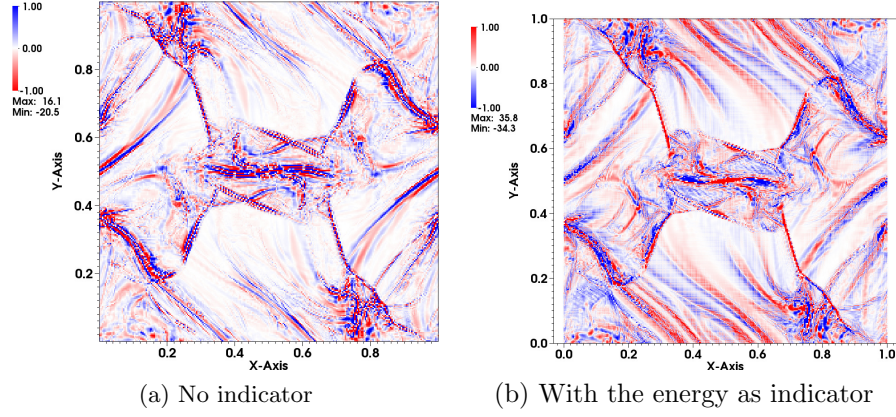 1.00
0.00
-1.00
Max: 16.1
Min: -20.5
Y-Axis
0.8
0.6
0.4
0.2
0.2
0.4
0.6
0.8
X-Axis
(a) No indicator
1.00
0.00
-1.00
Max: 35.8
Min: -34.3
Y-Axis
1.0
0.8
0.6
0.4
0.2
0.0
0.0
0.2
0.4
0.6
0.8
1.0
X-Axis
(b) With the energy as indicator